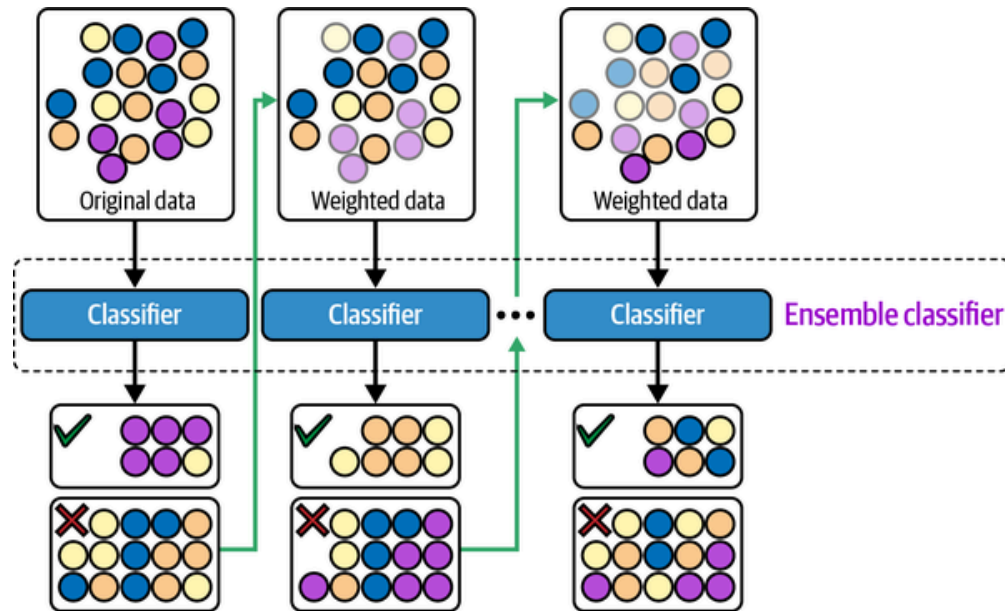 Original data
Weighted data
Weighted data
Classifier
Classifier
Classifier
Ensemble classifier